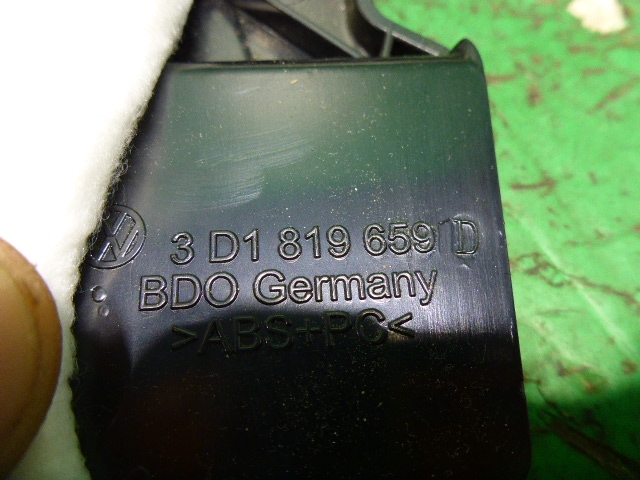 3 D1 819 659 D
BDO Germany
>ABS+PC<